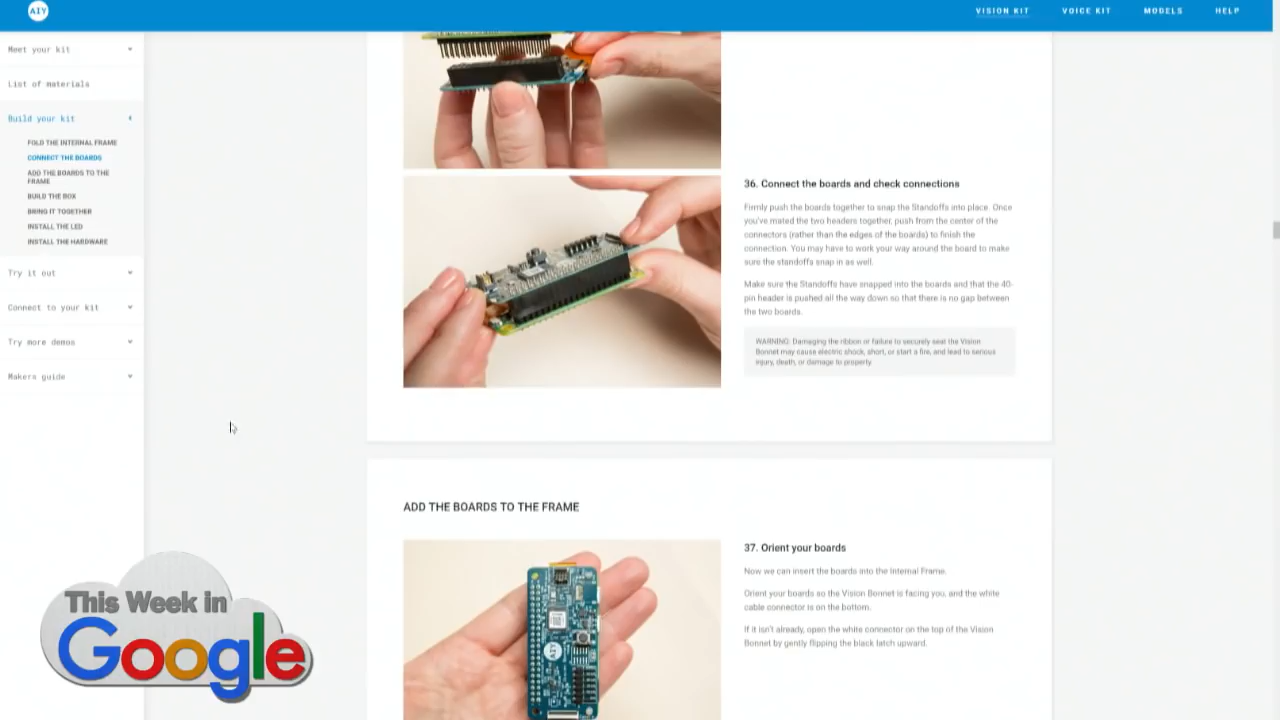 AIY
VISION KIT
VOICE KIT
MODELS
HELP
Meet your kit
List of materials
Build your kit
FOLD THE INTERNAL FRAME
CONNECT THE BOARDS
ADD THE BOARDS TO THE
FRAME
BUILD THE BOX
BRING IT TOGETHER
INSTALL THE LED
INSTALL THE HARDWARE
Try it out
Connect to your kit
Try more demos
Makers guide
36. Connect the boards and check connections
Firmly push the boards together to snap the Standoffs into place. Once
you've mated the two headers together, push from the center of the
connectors (rather than the edges of the boards) to finish the
connection. You may have to work your way around the board to make
sure the standoffs snap in as well.
Make sure the Standoffs have snapped into the boards and that the 40-
pin header is pushed all the way down so that there is no gap between
the two boards.
WARNING: Damaging the ribbon or failure to securely seat the Vision
Bonnet may cause electric shock, short, or start a fire, and lead to serious
injury, death, or damage to property.
ADD THE BOARDS TO THE FRAME
37. Orient your boards
Now we can insert the boards into the Internal Frame.
Orient your boards so the Vision Bonnet is facing you, and the white
cable connector is on the bottom.
If it isn't already, open the white connector on the top of the Vision
Bonnet by gently flipping the black latch upward.
AIY
This Week in
Google